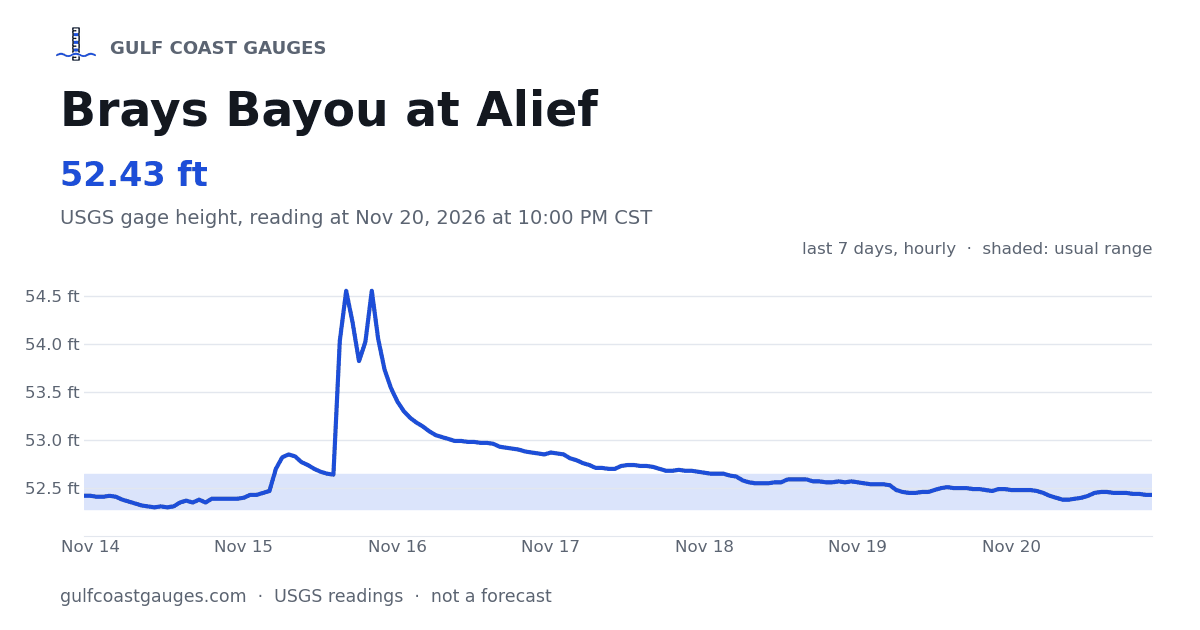 GULF COAST GAUGES
Brays Bayou at Alief
52.43 ft
USGS gage height, reading at Nov 20, 2026 at 10:00 PM CST
last 7 days, hourly · shaded: usual range
54.5 ft
54.0 ft
53.5 ft
53.0 ft
52.5 ft
Nov 14 Nov 15 Nov 16 Nov 17 Nov 18 Nov 19 Nov 20
gulfcoastgauges.com · USGS readings · not a forecast